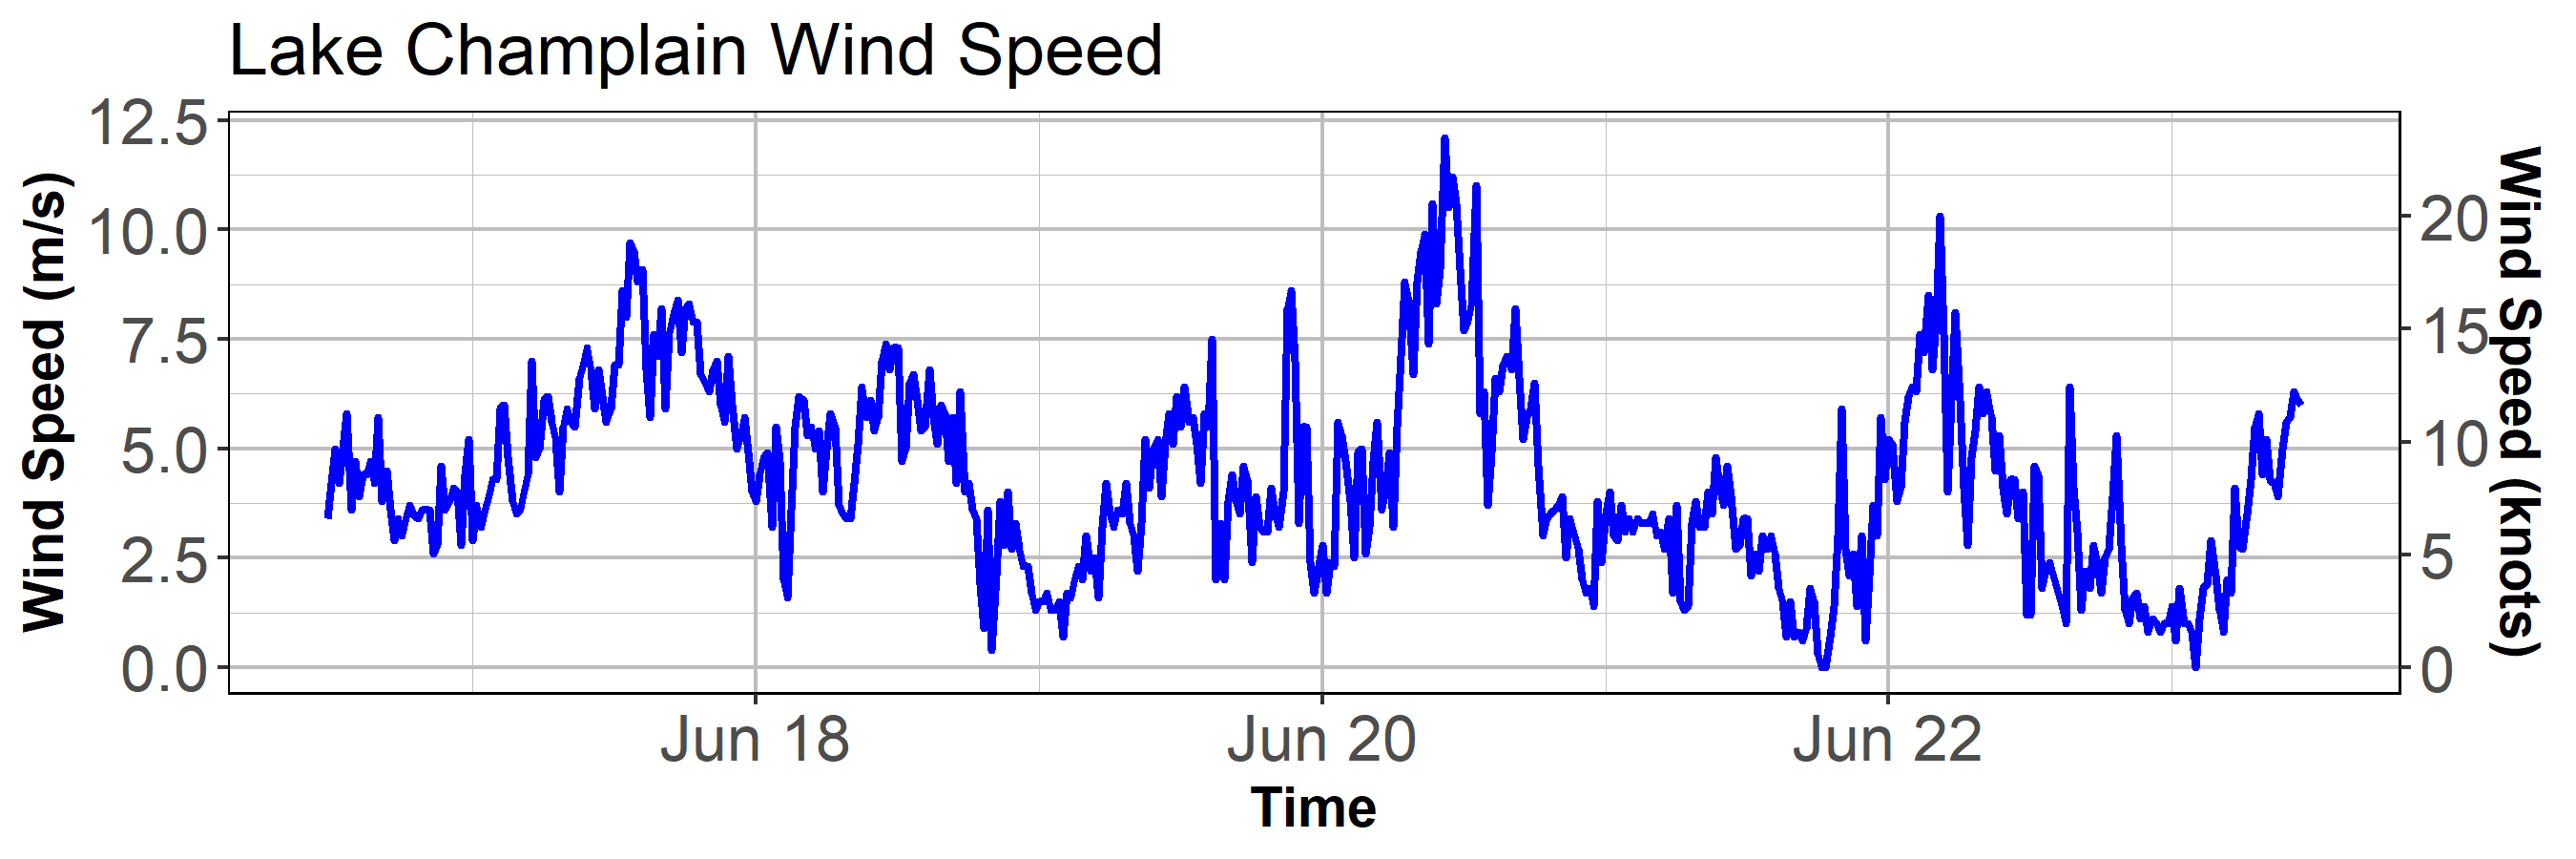 Lake Champlain Wind Speed
12.5
10.0
7.5
5.0
2.5
0.0
Wind Speed (m/s)
20
15
10
5
0
Wind Speed (knots)
Jun 18
Jun 20
Jun 22
Time